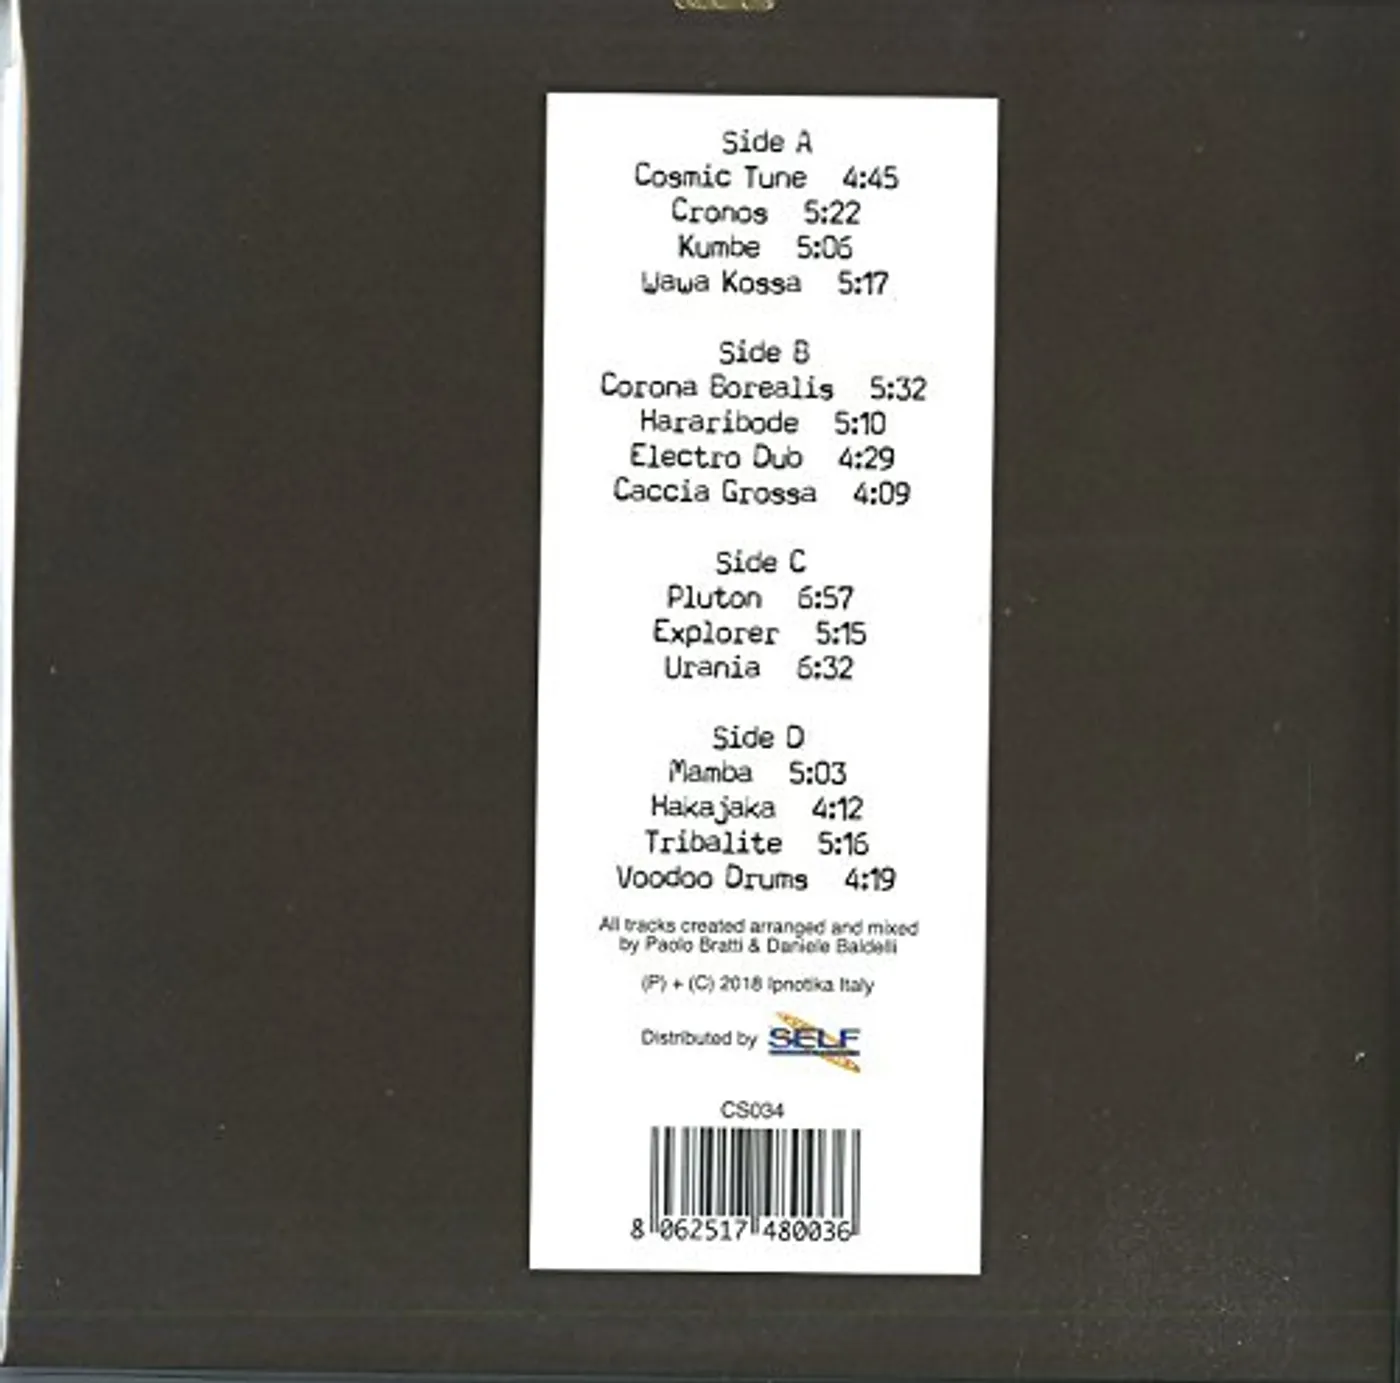 Side A
Cosmic Tune 4:45
Cronos 5:22
Kumbe 5:06
Wawa Kossa 5:17
Side B
Corona Borealis 5:32
Hararibode 5:10
Electro Dub 4:29
Caccia Grossa 4:09
Side C
Pluton 6:57
Explorer 5:15
Urania 6:32
Side D
Mamba 5:03
Hakajaka 4:12
Tribalite 5:16
Voodoo Drums 4:19
All tracks created arranged and mixed
by Paolo Bratti & Daniele Baldelli
(P) + (C) 2018 Ipnotika Italy
Distributed by SELF
CS034
8 062517 480036